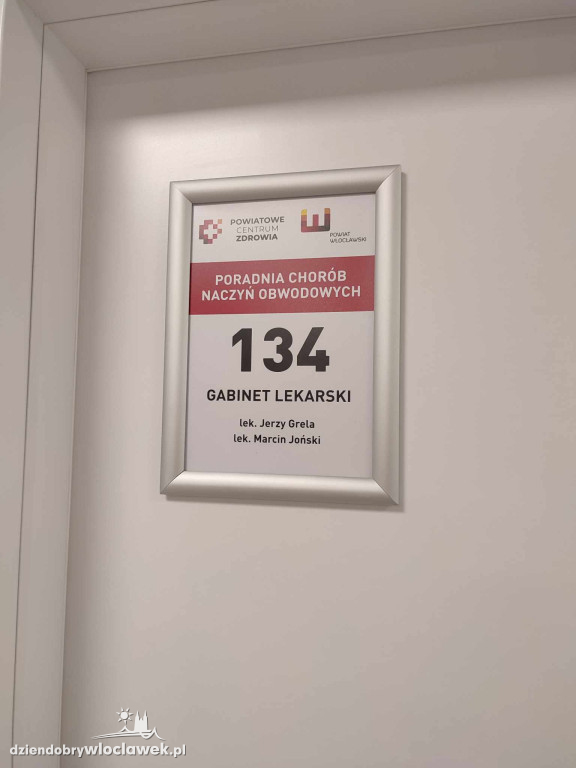 POWIATOWE
CENTRUM
ZDROWIA
POWIAT
WŁOCŁAWSKI
PORADNIA CHORÓB
NACZYŃ OBWODOWYCH
134
GABINET LEKARSKI
lek. Jerzy Grela
lek. Marcin Joński
dziendobrywloclawek.pl